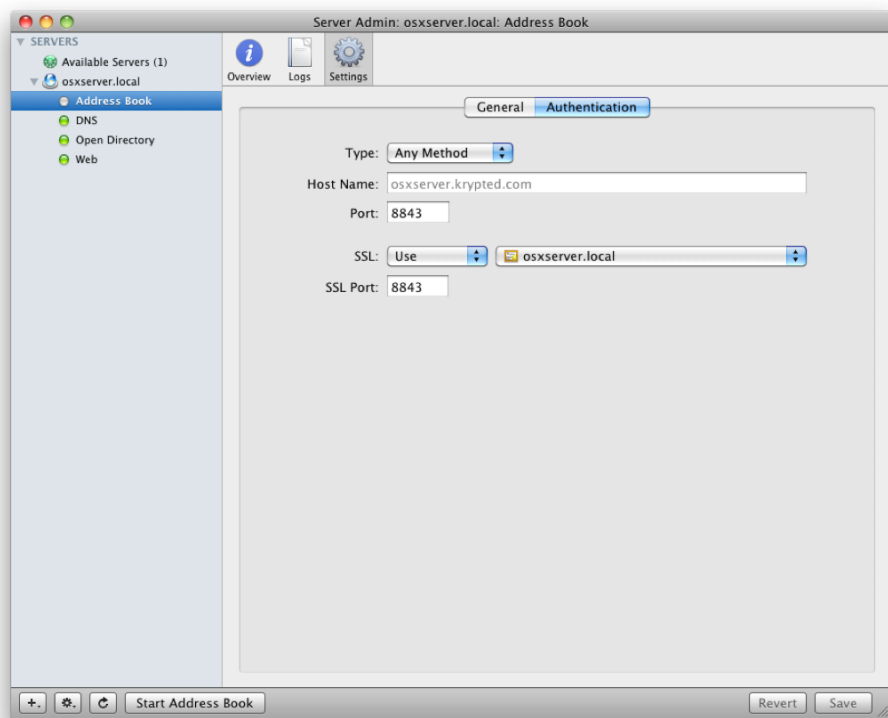 Server Admin: osxserver.local: Address Book
SERVERS
Available Servers (1)
osxserver.local
Address Book
DNS
Open Directory
Web
Overview Logs Settings
General Authentication
Type: Any Method
Host Name: osxserver.krypted.com
Port: 8843
SSL: Use osxserver.local
SSL Port: 8843
+. Start Address Book Revert Save